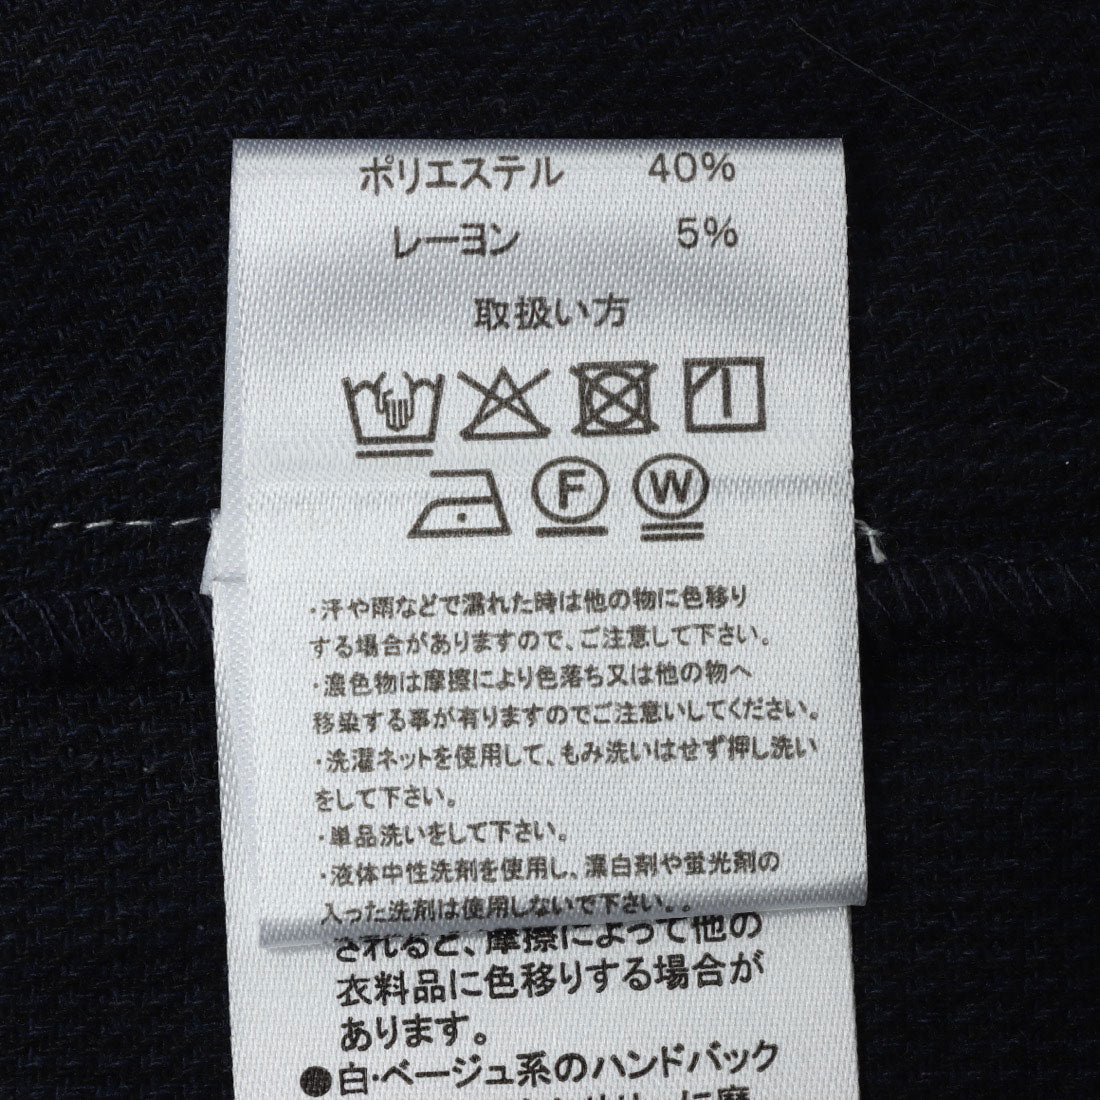 ポリエステル 40%
レーヨン 5%
取扱い方
F W
・汗や雨などで濡れた時は他の物に色移り
する場合がありますので、ご注意して下さい。
・濃色物は摩擦により色落ち又は他の物へ
移染する事が有りますのでご注意いしてください。
・洗濯ネットを使用して、もみ洗いはせず押し洗い
をして下さい。
・単品洗いをして下さい。
・液体中性洗剤を使用し、漂白剤や蛍光剤の
入った洗剤は使用しないで下さい。。
されると、摩擦によって他の
衣料品に色移りする場合が
あります。
●白・ベージュ系のハンドバック